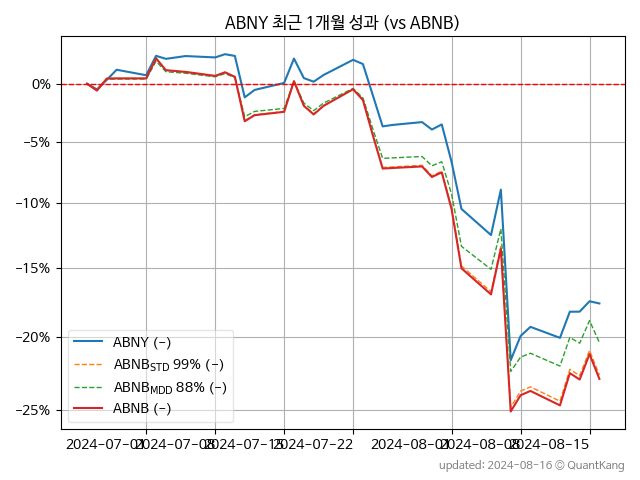 ABNY 최근 1개월 성과 (vs ABNB)
0%
−5%
−10%
−15%
−20%
−25%
ABNY (−)
ABNBSTD 99% (−)
ABNBMDD 88% (−)
ABNB (−)
2024-07-01 2024-07-08 2024-07-15 2024-07-22 2024-08-01 2024-08-08 2024-08-15
updated: 2024-08-16 © QuantKang